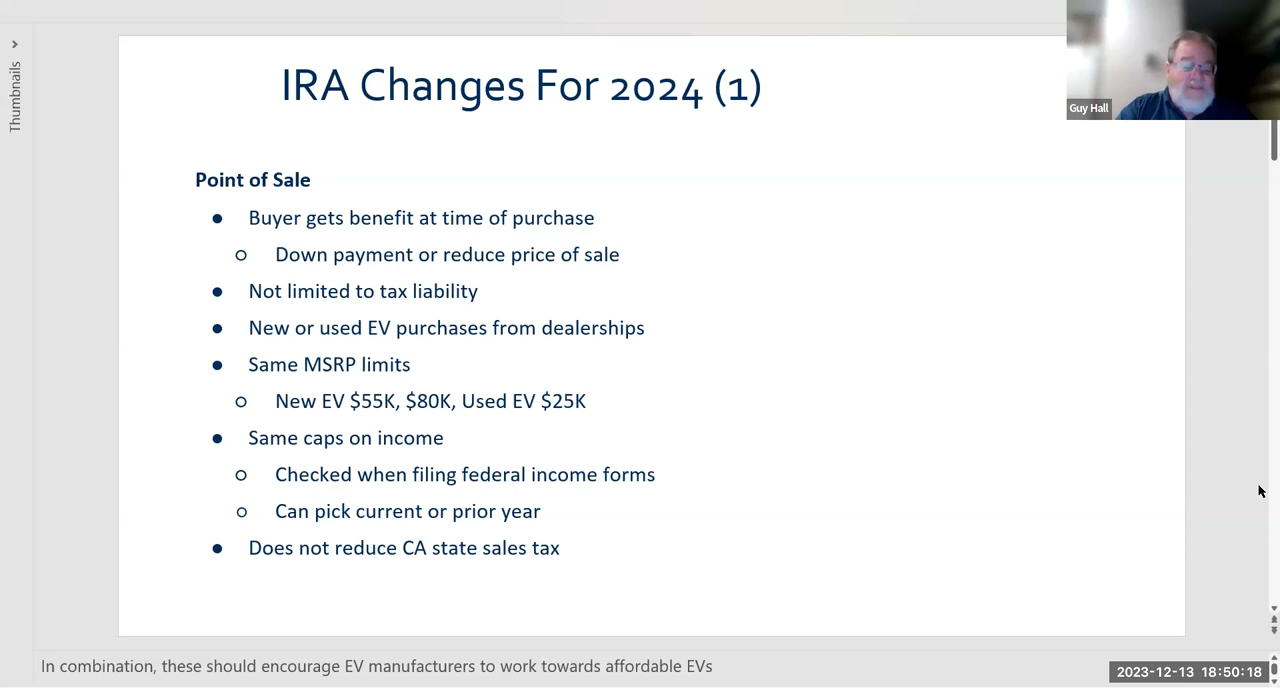 IRA Changes For 2024 (1)
Guy Hall
Thumbnails
Point of Sale
● Buyer gets benefit at time of purchase
○ Down payment or reduce price of sale
● Not limited to tax liability
● New or used EV purchases from dealerships
● Same MSRP limits
○ New EV $55K, $80K, Used EV $25K
● Same caps on income
○ Checked when filing federal income forms
○ Can pick current or prior year
● Does not reduce CA state sales tax
In combination, these should encourage EV manufacturers to work towards affordable EVs
2023-12-13 18:50:18